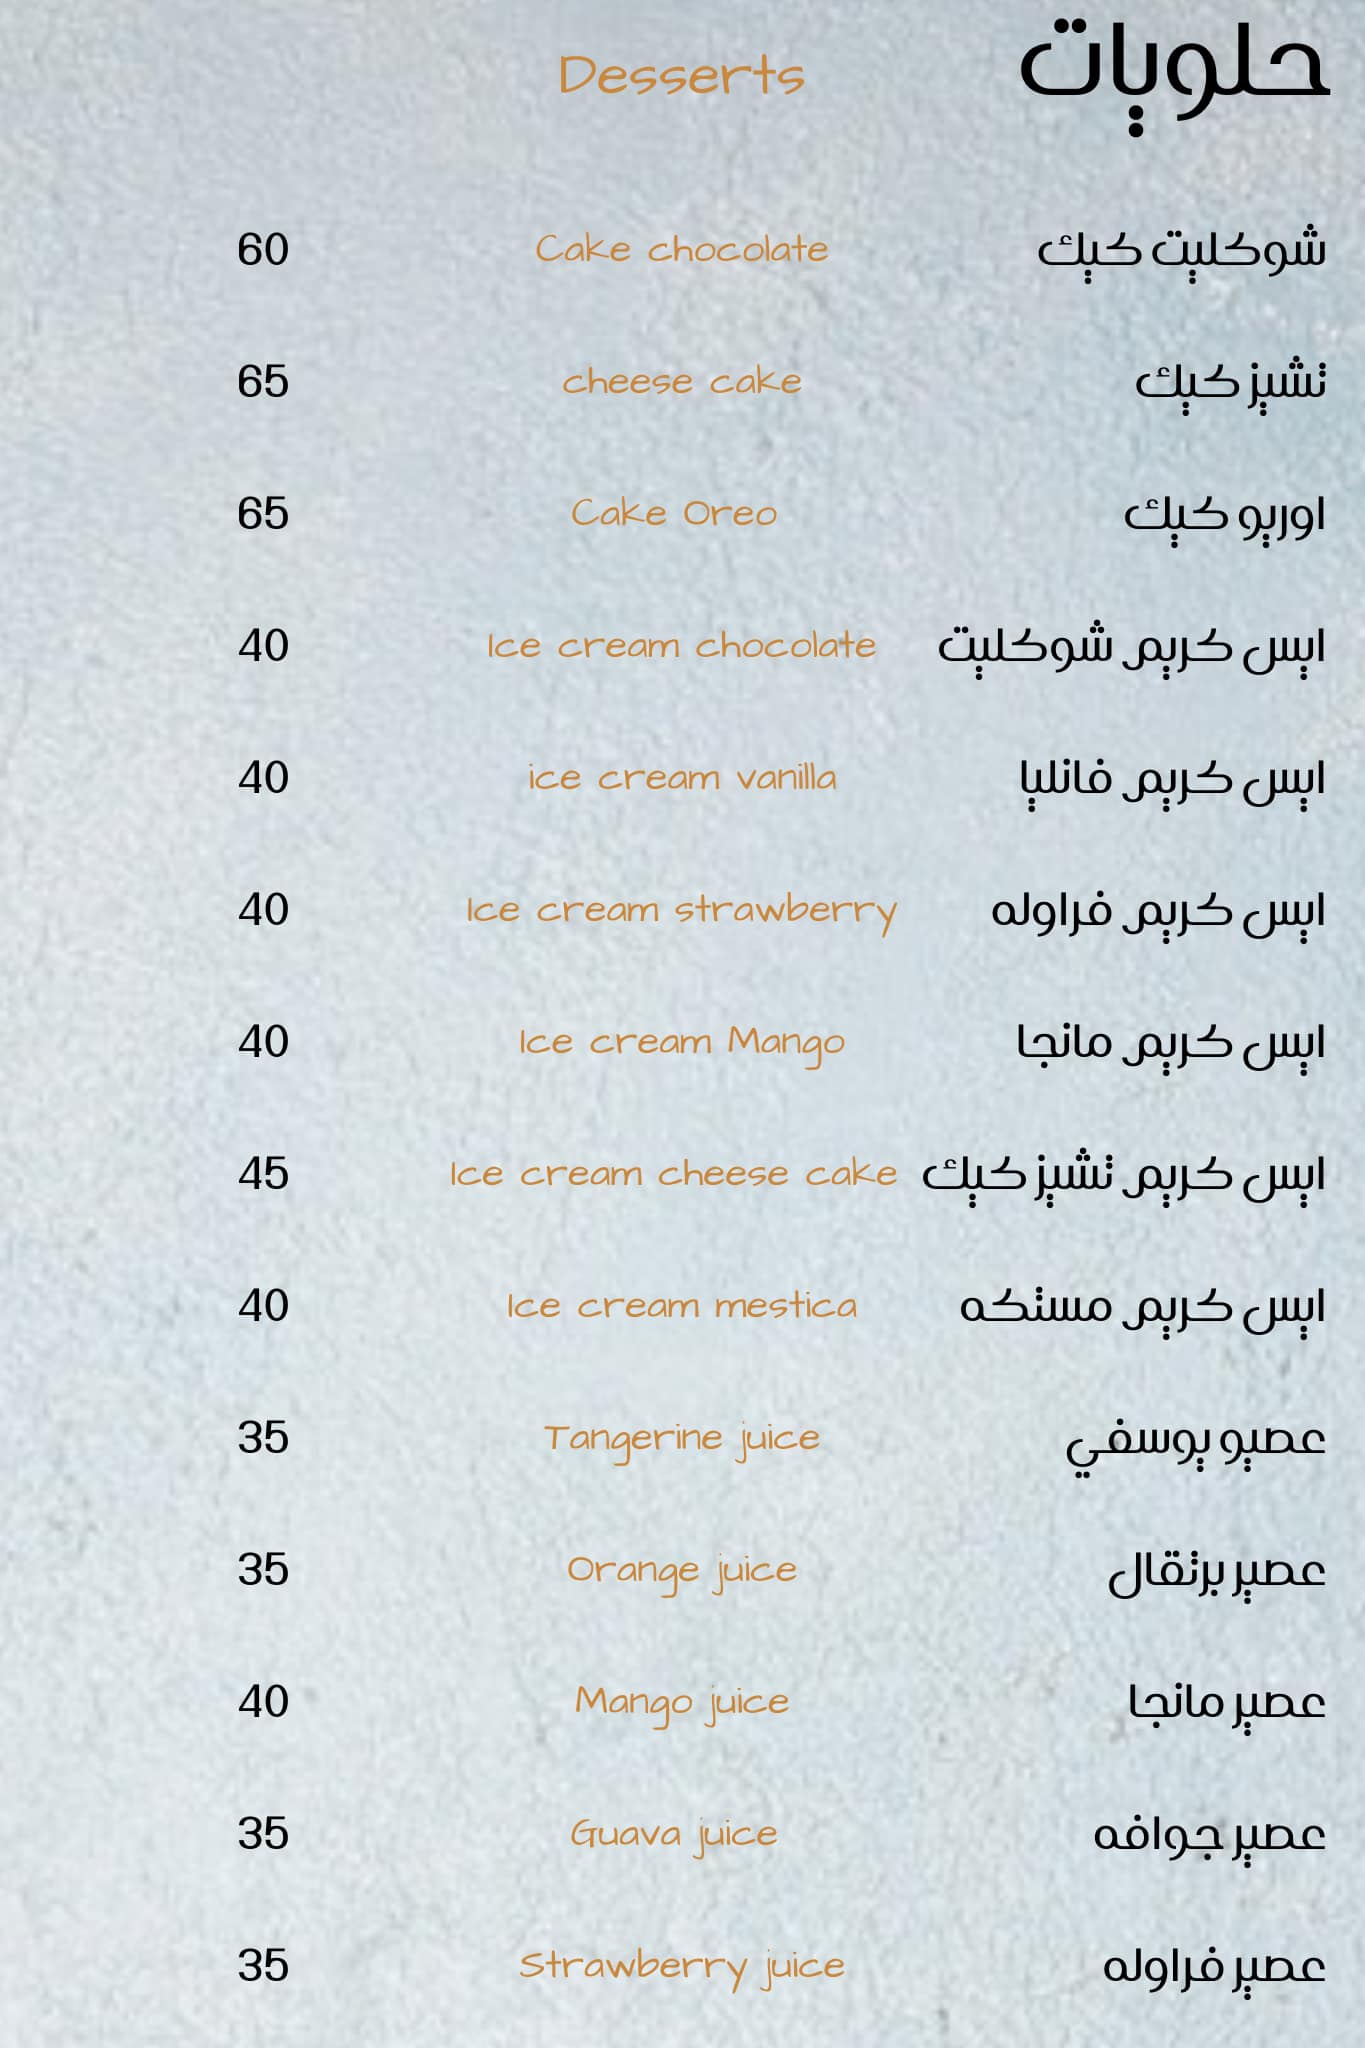 حلويات Desserts
شوكليت كيك Cake chocolate 60
تشيز كيك cheese cake 65
اوريو كيك Cake Oreo 65
ايس كريم شوكليت Ice cream chocolate 40
ايس كريم فانليا ice cream vanilla 40
ايس كريم فراوله Ice cream strawberry 40
ايس كريم مانجا Ice cream Mango 40
ايس كريم تشيز كيك Ice cream cheese cake 45
ايس كريم مستكه Ice cream mestica 40
عصيو يوسفي Tangerine juice 35
عصير برتقال Orange juice 35
عصير مانجا Mango juice 40
عصير جوافه Guava juice 35
عصير فراوله Strawberry juice 35